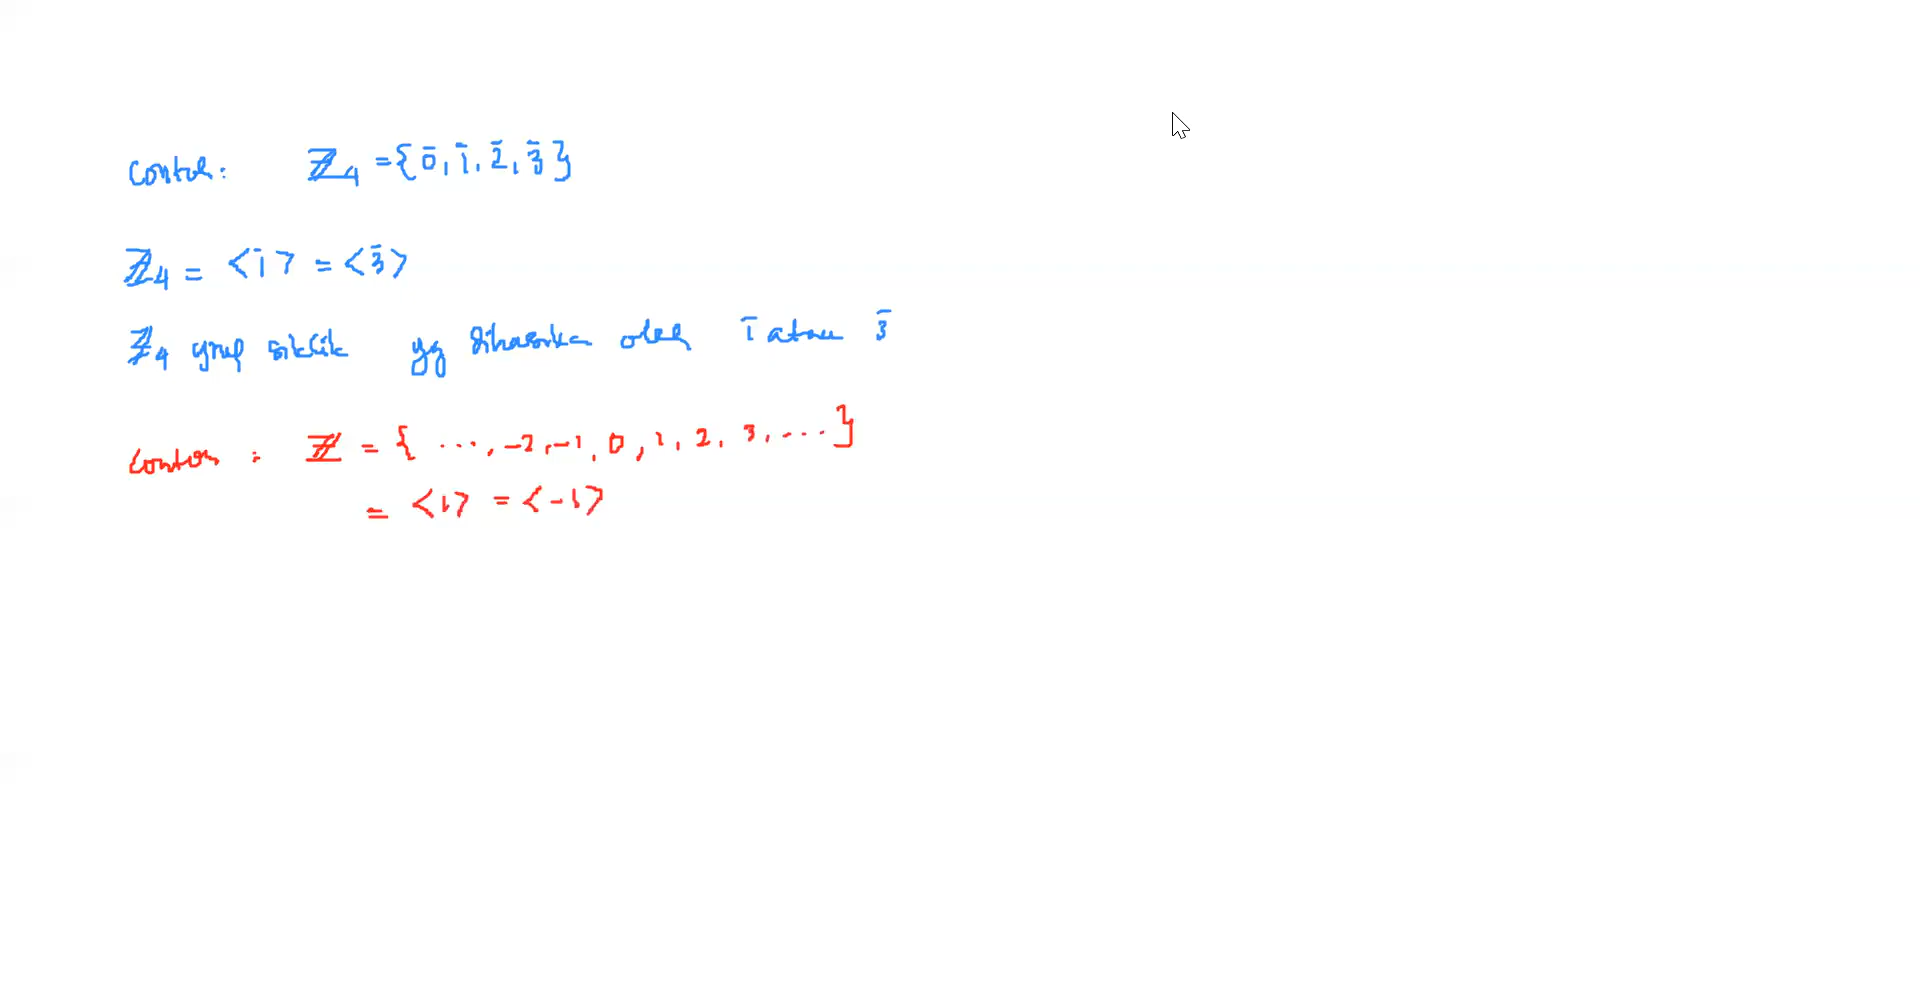 Contoh: ℤ₄ = {0̄, 1̄, 2̄, 3̄}
ℤ₄ = <1̄> = <3̄>
ℤ₄ grup siklik yg dihasilkan oleh 1̄ atau 3̄
Contoh : ℤ = { ..., -2, -1, 0, 1, 2, 3, .... }
= <1> = <-1>